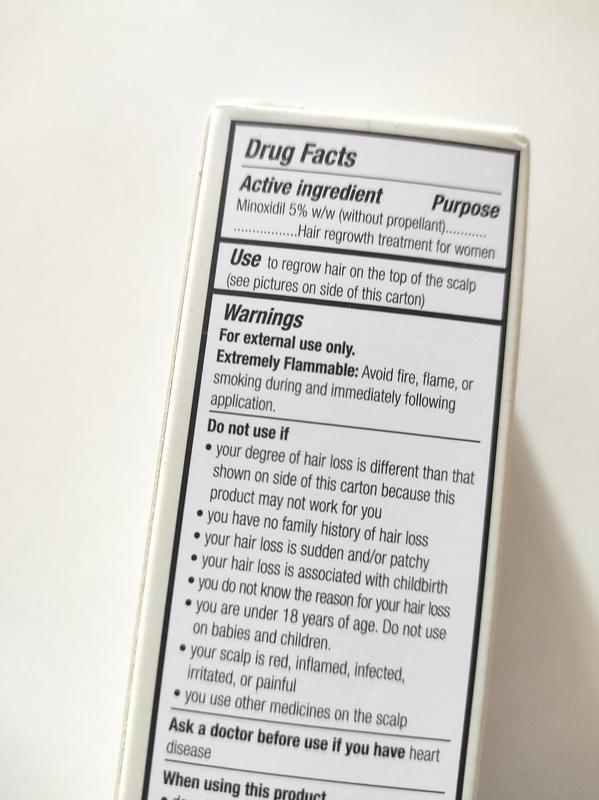 Drug Facts
Active ingredient Purpose
Minoxidil 5% w/w (without propellant)...........
.................Hair regrowth treatment for women
Use to regrow hair on the top of the scalp
(see pictures on side of this carton)
Warnings
For external use only.
Extremely Flammable: Avoid fire, flame, or
smoking during and immediately following
application.
Do not use if
• your degree of hair loss is different than that
shown on side of this carton because this
product may not work for you
• you have no family history of hair loss
• your hair loss is sudden and/or patchy
• your hair loss is associated with childbirth
• you do not know the reason for your hair loss
• you are under 18 years of age. Do not use
on babies and children.
• your scalp is red, inflamed, infected,
irritated, or painful
• you use other medicines on the scalp
Ask a doctor before use if you have heart
disease
When using this product